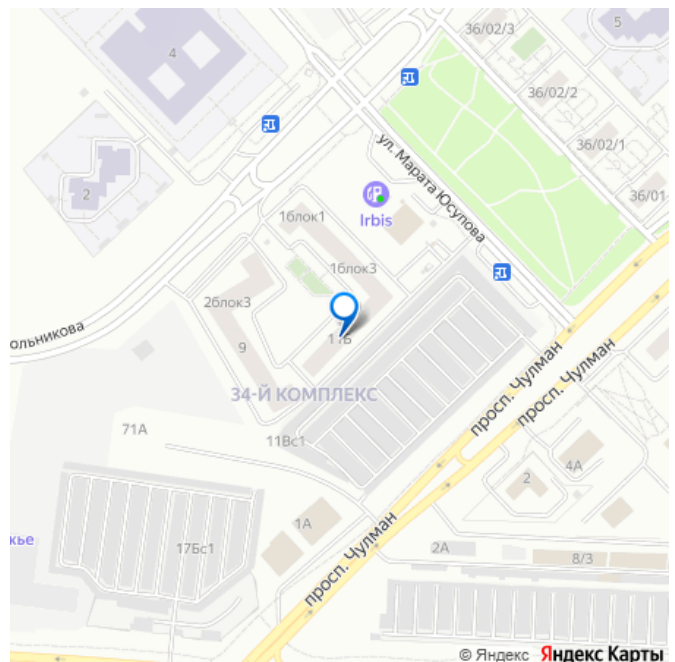 5
36/02/3
4
36/02/2
36/02/1
ул. Марата Юсупова
2
36/01
1блок1
Irbis
1блок3
2блок3
ольникова
11Б
9
34-Й КОМПЛЕКС
просп. Чулман
просп. Чулман
71А
11Вс1
4А
2
1А
просп. Чулман
кье
17Бс1
2А
8/3
© Яндекс Яндекс Карты